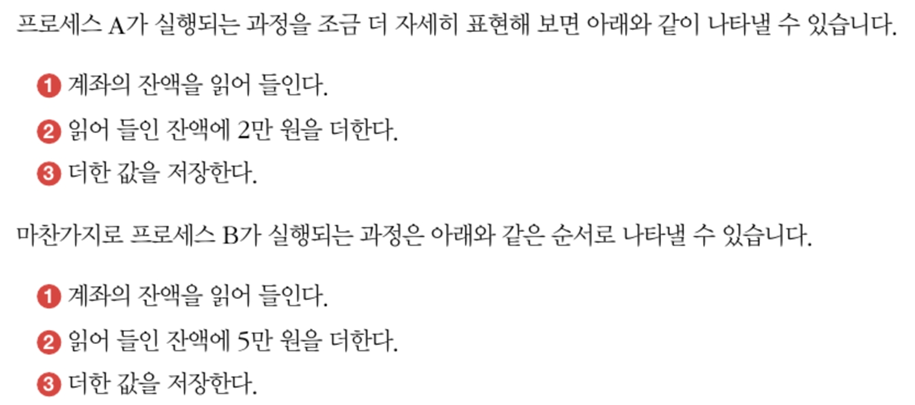 프로세스 A가 실행되는 과정을 조금 더 자세히 표현해 보면 아래와 같이 나타낼 수 있습니다.
1 계좌의 잔액을 읽어 들인다.
2 읽어 들인 잔액에 2만 원을 더한다.
3 더한 값을 저장한다.
마찬가지로 프로세스 B가 실행되는 과정은 아래와 같은 순서로 나타낼 수 있습니다.
1 계좌의 잔액을 읽어 들인다.
2 읽어 들인 잔액에 5만 원을 더한다.
3 더한 값을 저장한다.